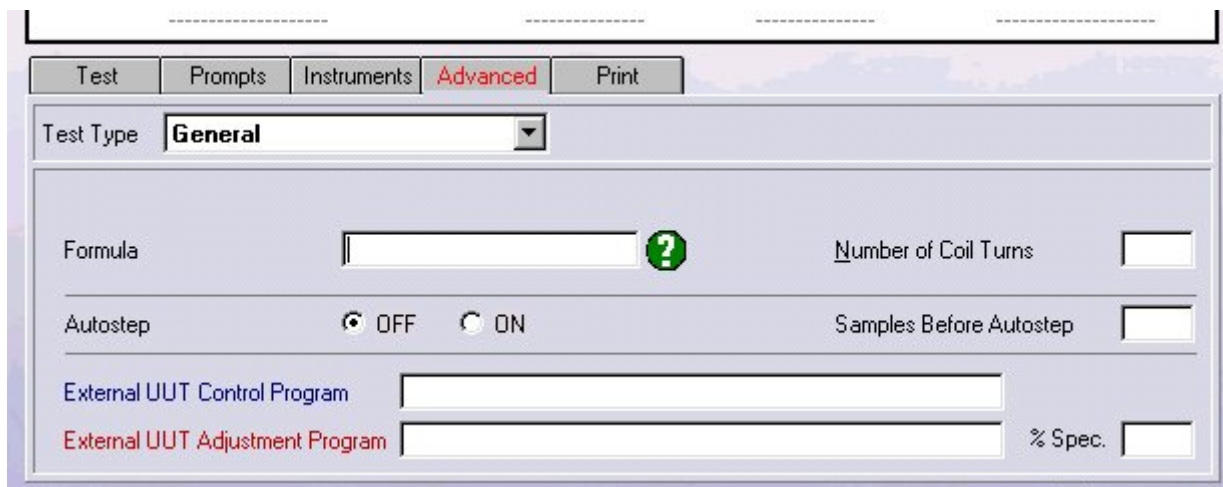 -------------------- --------------- --------------- --------------------
Test Prompts Instruments Advanced Print
Test Type General
Formula ? Number of Coil Turns
Autostep OFF ON Samples Before Autostep
External UUT Control Program
External UUT Adjustment Program % Spec.